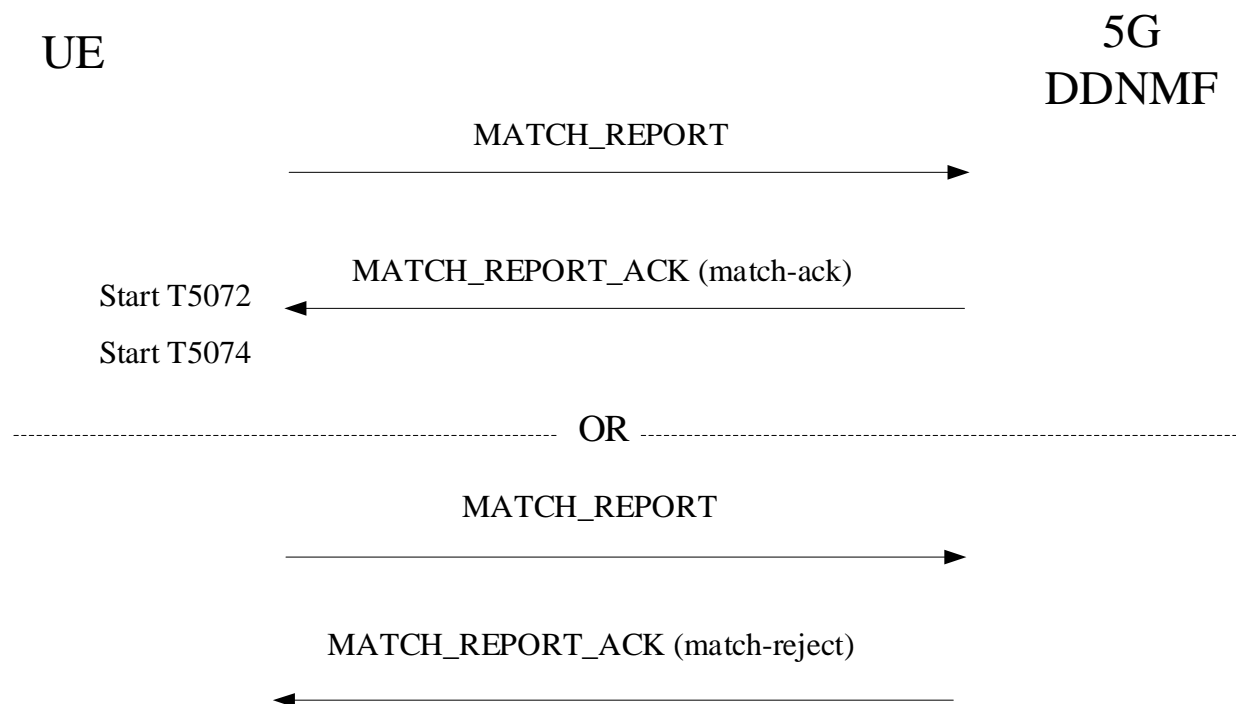 UE
5G
DDNMF
MATCH_REPORT
MATCH_REPORT_ACK (match-ack)
Start T5072
Start T5074
OR
MATCH_REPORT
MATCH_REPORT_ACK (match-reject)